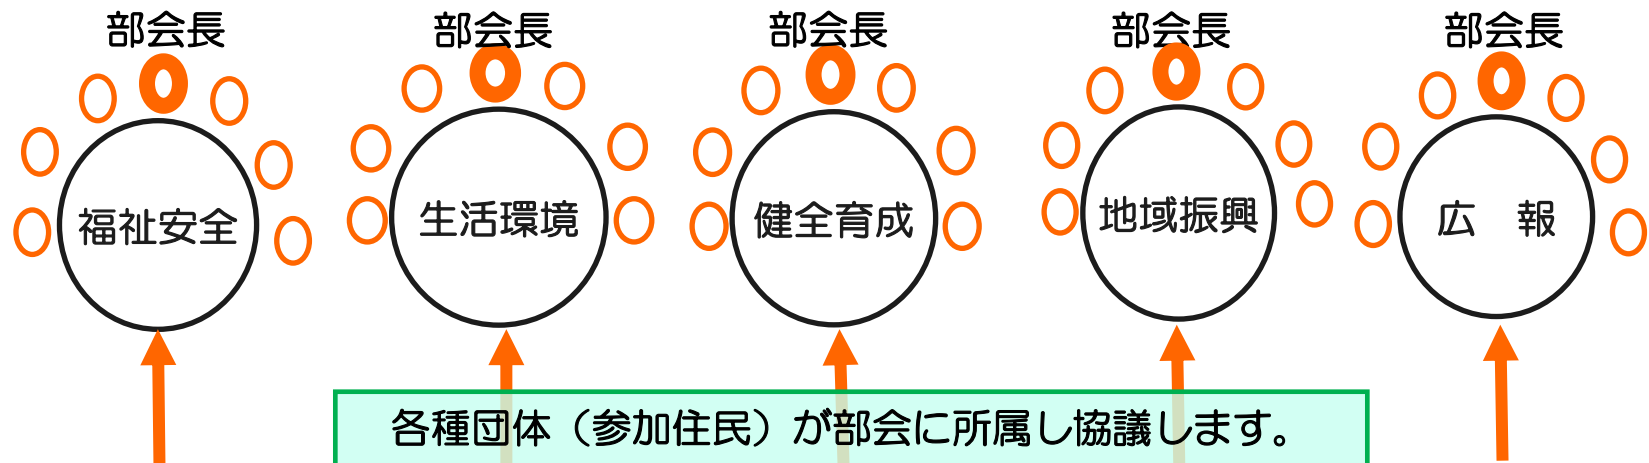 部会長 部会長 部会長 部会長 部会長
福祉安全 生活環境 健全育成 地域振興 広　報
各種団体（参加住民）が部会に所属し協議します。